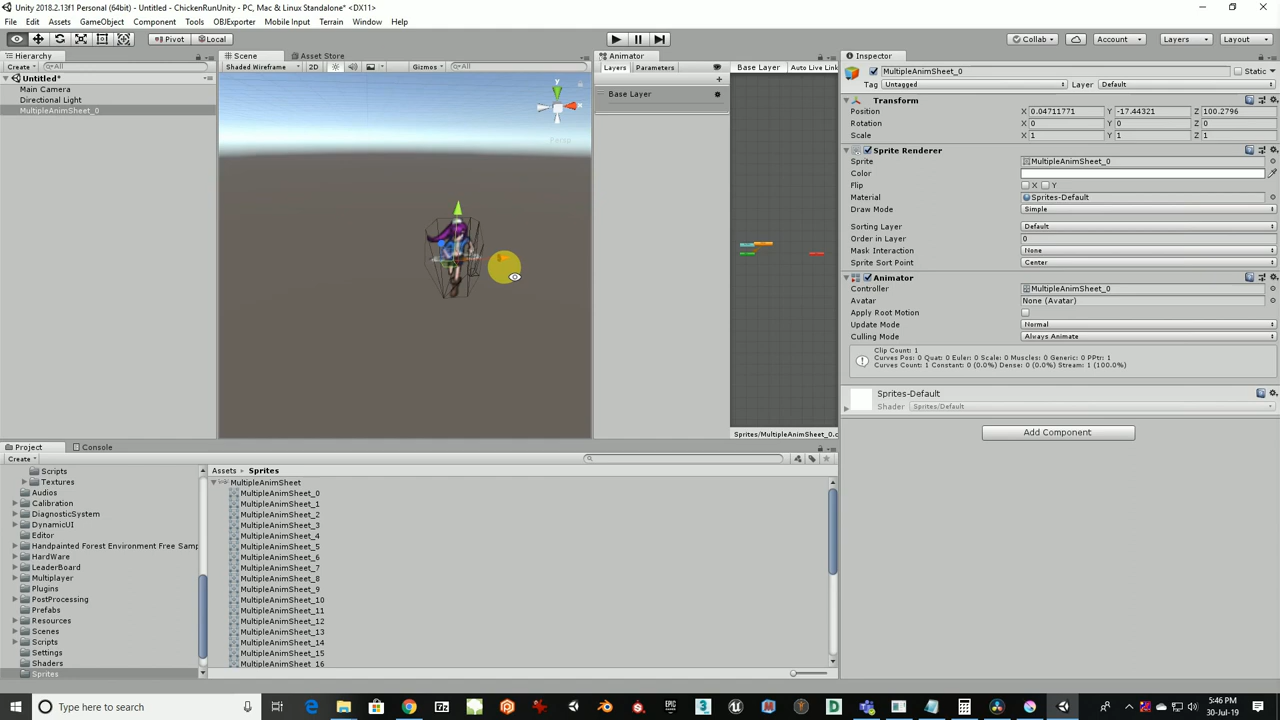 Unity 2018.2.13f1 Personal (64bit) - Untitled - ChickenRunUnity - PC, Mac & Linux Standalone* <DX11>
File Edit Assets GameObject Component Tools OBJExporter Mobile Input Terrain Window Help
Pivot Local Collab Account Layers Layout
Hierarchy Scene Asset Store Animator Inspector
Create All Shaded Wireframe 2D Gizmos All Layers Parameters Base Layer Auto Live Link
MultipleAnimSheet_0 Static
Untitled*
Tag Untagged Layer Default
Main Camera
Directional Light
MultipleAnimSheet_0
Base Layer
y
x
Persp
Transform
Position X 0.04711771 Y -17.44321 Z 100.2796
Rotation X 0 Y 0 Z 0
Scale X 1 Y 1 Z 1
Sprite Renderer
Sprite MultipleAnimSheet_0
Color
Flip X Y
Material Sprites-Default
Draw Mode Simple
Sorting Layer Default
Order in Layer 0
Mask Interaction None
Sprite Sort Point Center
Animator
Controller MultipleAnimSheet_0
Avatar None (Avatar)
Apply Root Motion
Update Mode Normal
Culling Mode Always Animate
Clip Count: 1
Curves Pos: 0 Quat: 0 Euler: 0 Scale: 0 Muscles: 0 Generic: 0 PPtr: 1
Curves Count: 1 Constant: 0 (0.0%) Dense: 0 (0.0%) Stream: 1 (100.0%)
Sprites-Default
Shader Sprites/Default
Add Component
Sprites/MultipleAnimSheet_0.c
Project Console
Create
Scripts
Textures
Audios
Calibration
DiagnosticSystem
DynamicUI
Editor
Handpainted Forest Environment Free Samp
HardWare
LeaderBoard
Multiplayer
Plugins
PostProcessing
Prefabs
Resources
Scenes
Scripts
Settings
Shaders
Sprites
Assets Sprites
MultipleAnimSheet
MultipleAnimSheet_0
MultipleAnimSheet_1
MultipleAnimSheet_2
MultipleAnimSheet_3
MultipleAnimSheet_4
MultipleAnimSheet_5
MultipleAnimSheet_6
MultipleAnimSheet_7
MultipleAnimSheet_8
MultipleAnimSheet_9
MultipleAnimSheet_10
MultipleAnimSheet_11
MultipleAnimSheet_12
MultipleAnimSheet_13
MultipleAnimSheet_14
MultipleAnimSheet_15
MultipleAnimSheet_16
Type here to search
5:46 PM
30-Jul-19